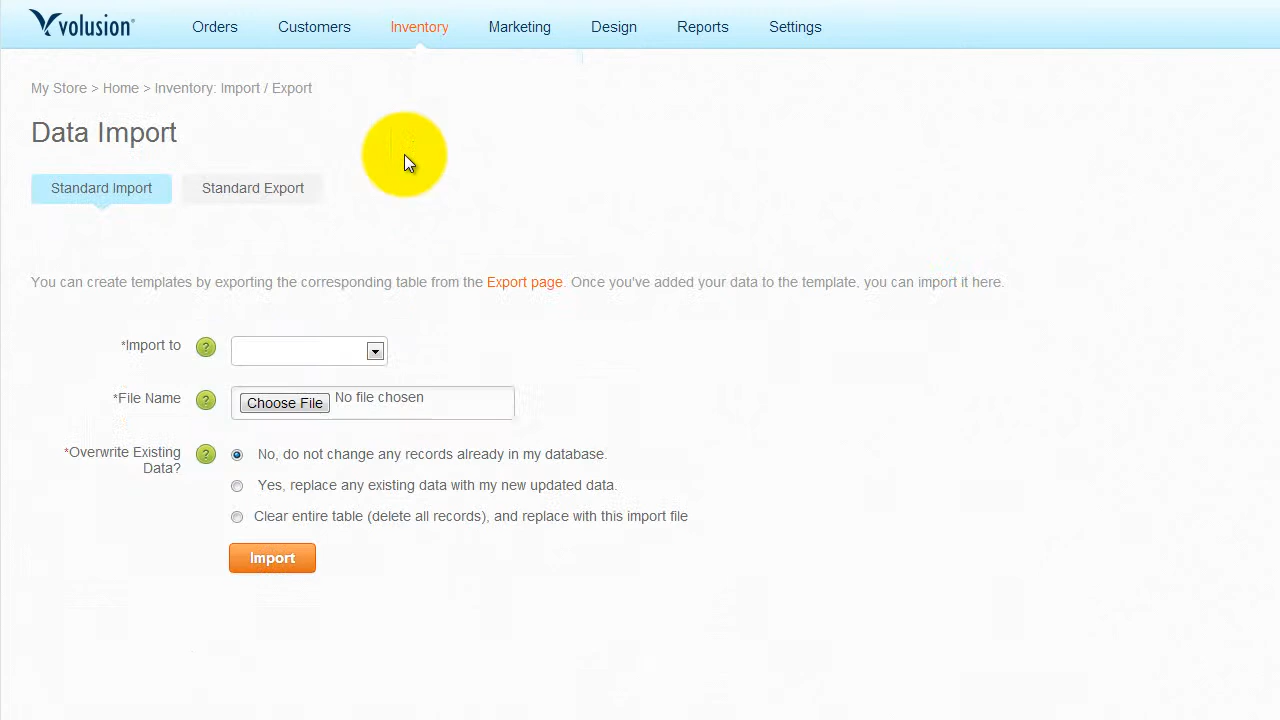 volusion
Orders Customers Inventory Marketing Design Reports Settings
My Store > Home > Inventory: Import / Export
Data Import
Standard Import Standard Export
You can create templates by exporting the corresponding table from the Export page. Once you've added your data to the template, you can import it here.
*Import to ?
*File Name ? Choose File No file chosen
*Overwrite Existing
Data?
? No, do not change any records already in my database.
Yes, replace any existing data with my new updated data.
Clear entire table (delete all records), and replace with this import file
Import